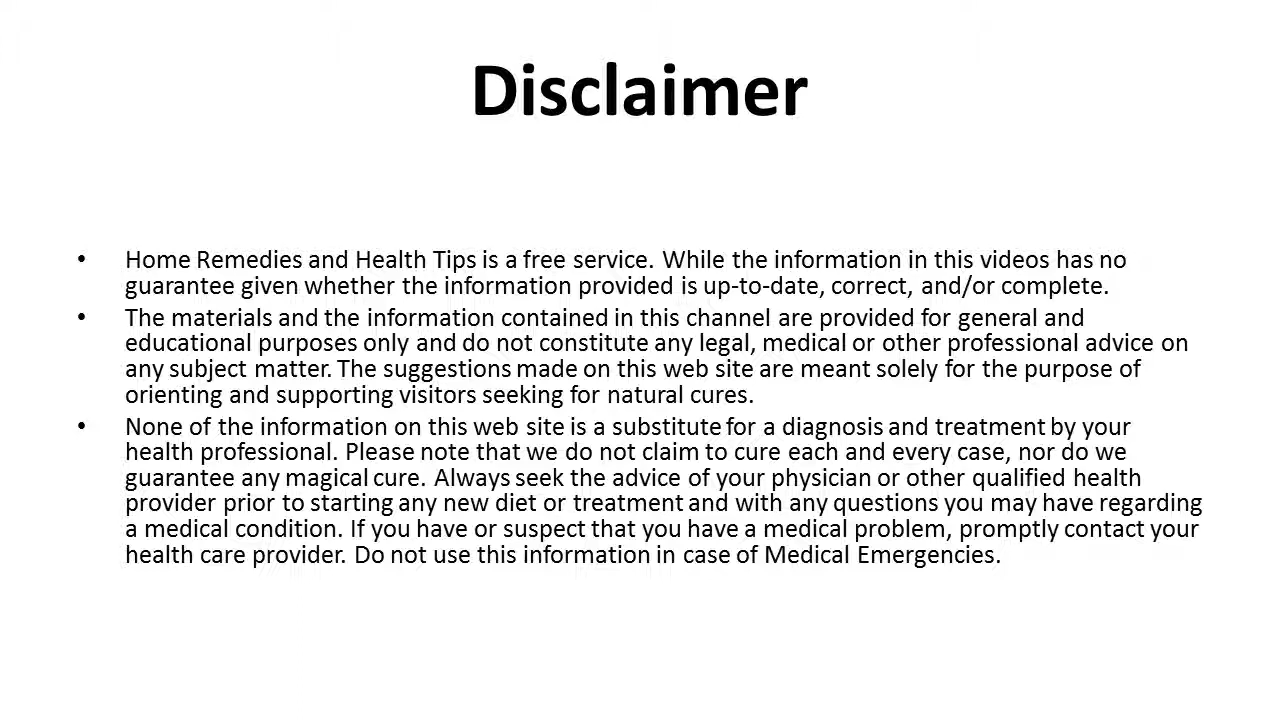 Disclaimer
• Home Remedies and Health Tips is a free service. While the information in this videos has no
guarantee given whether the information provided is up-to-date, correct, and/or complete.
• The materials and the information contained in this channel are provided for general and
educational purposes only and do not constitute any legal, medical or other professional advice on
any subject matter. The suggestions made on this web site are meant solely for the purpose of
orienting and supporting visitors seeking for natural cures.
• None of the information on this web site is a substitute for a diagnosis and treatment by your
health professional. Please note that we do not claim to cure each and every case, nor do we
guarantee any magical cure. Always seek the advice of your physician or other qualified health
provider prior to starting any new diet or treatment and with any questions you may have regarding
a medical condition. If you have or suspect that you have a medical problem, promptly contact your
health care provider. Do not use this information in case of Medical Emergencies.